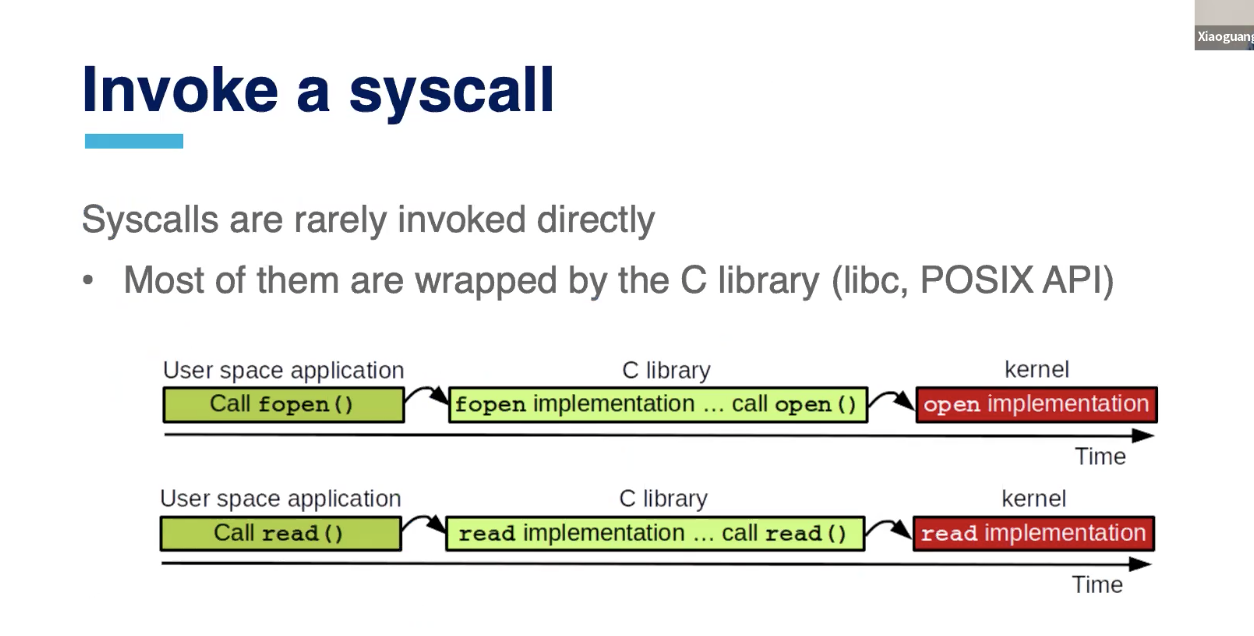 Xiaoguang
Invoke a syscall
Syscalls are rarely invoked directly
• Most of them are wrapped by the C library (libc, POSIX API)
User space application C library kernel
Call fopen() fopen implementation ... call open() open implementation
Time
User space application C library kernel
Call read() read implementation ... call read() read implementation
Time